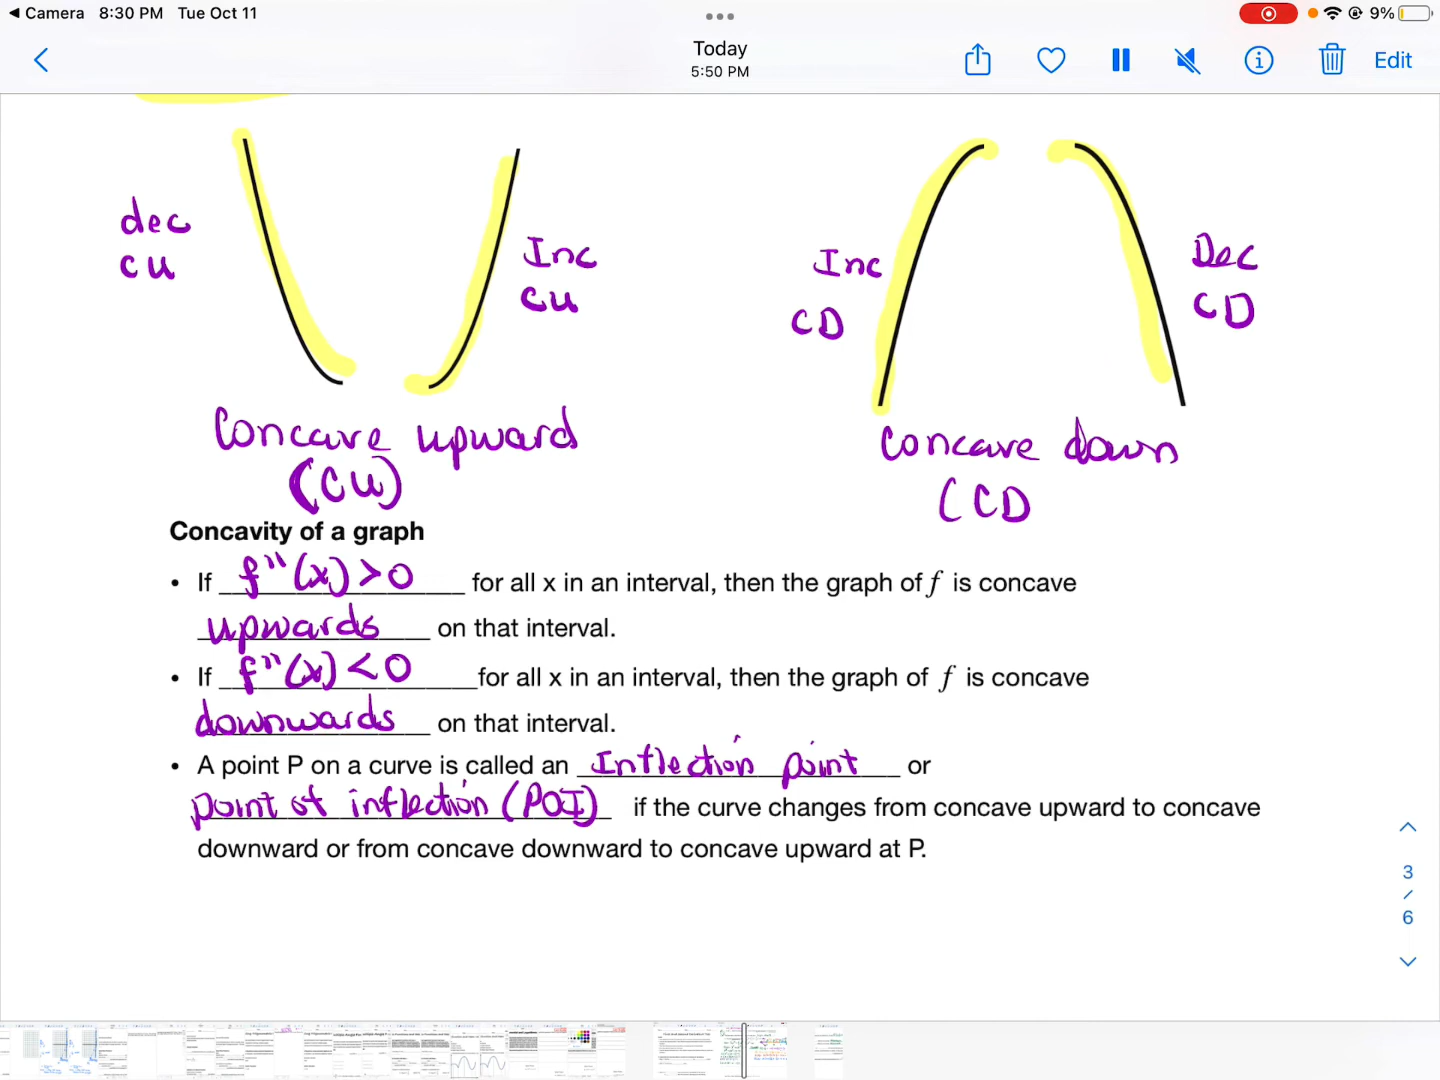 Camera 8:30 PM Tue Oct 11
9%
Today
5:50 PM
Edit
dec
cu
Inc
cu
Inc
CD
Dec
CD
Concave upward
(CU)
concave down
(CD
Concavity of a graph
• If f''(x) > 0 for all x in an interval, then the graph of f is concave
upwards on that interval.
• If f''(x) < 0 for all x in an interval, then the graph of f is concave
downwards on that interval.
• A point P on a curve is called an Inflection point or
point of inflection (POI) if the curve changes from concave upward to concave
downward or from concave downward to concave upward at P.
3
/
6